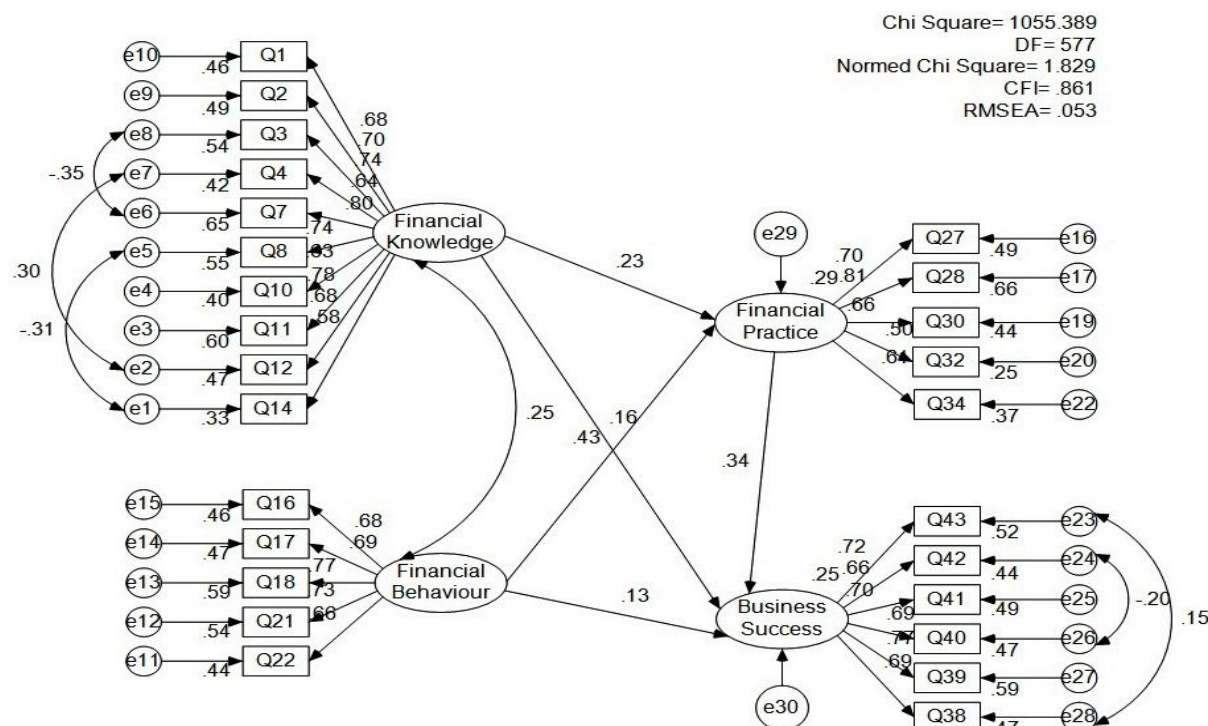 Chi Square= 1055.389
DF= 577
Normed Chi Square= 1.829
CFI= .861
RMSEA= .053
e10 .46 Q1
e9 .49 Q2
e8 .54 Q3
e7 .42 Q4
e6 .65 Q7
e5 .55 Q8
e4 .40 Q10
e3 .60 Q11
e2 .47 Q12
e1 .33 Q14
-.35
.30
-.31
.68
.70
.74
.64
.80
.74
.63
.78
.68
.58
Financial
Knowledge
.23
.25
.43
.16
e29
.29
Financial
Practice
.70
.81
.66
.50
.64
Q27 .49 e16
Q28 .66 e17
Q30 .44 e19
Q32 .25 e20
Q34 .37 e22
.34
e15 .46 Q16
e14 .47 Q17
e13 .59 Q18
e12 .54 Q21
e11 .44 Q22
.68
.69
.77
.73
.66
Financial
Behaviour
.13
.25
Business
Success
e30
.72
.66
.70
.69
.77
.69
Q43 .52 e23
Q42 .44 e24
Q41 .49 e25
Q40 .47 e26
Q39 .59 e27
Q38 .47 e28
-.20
.15